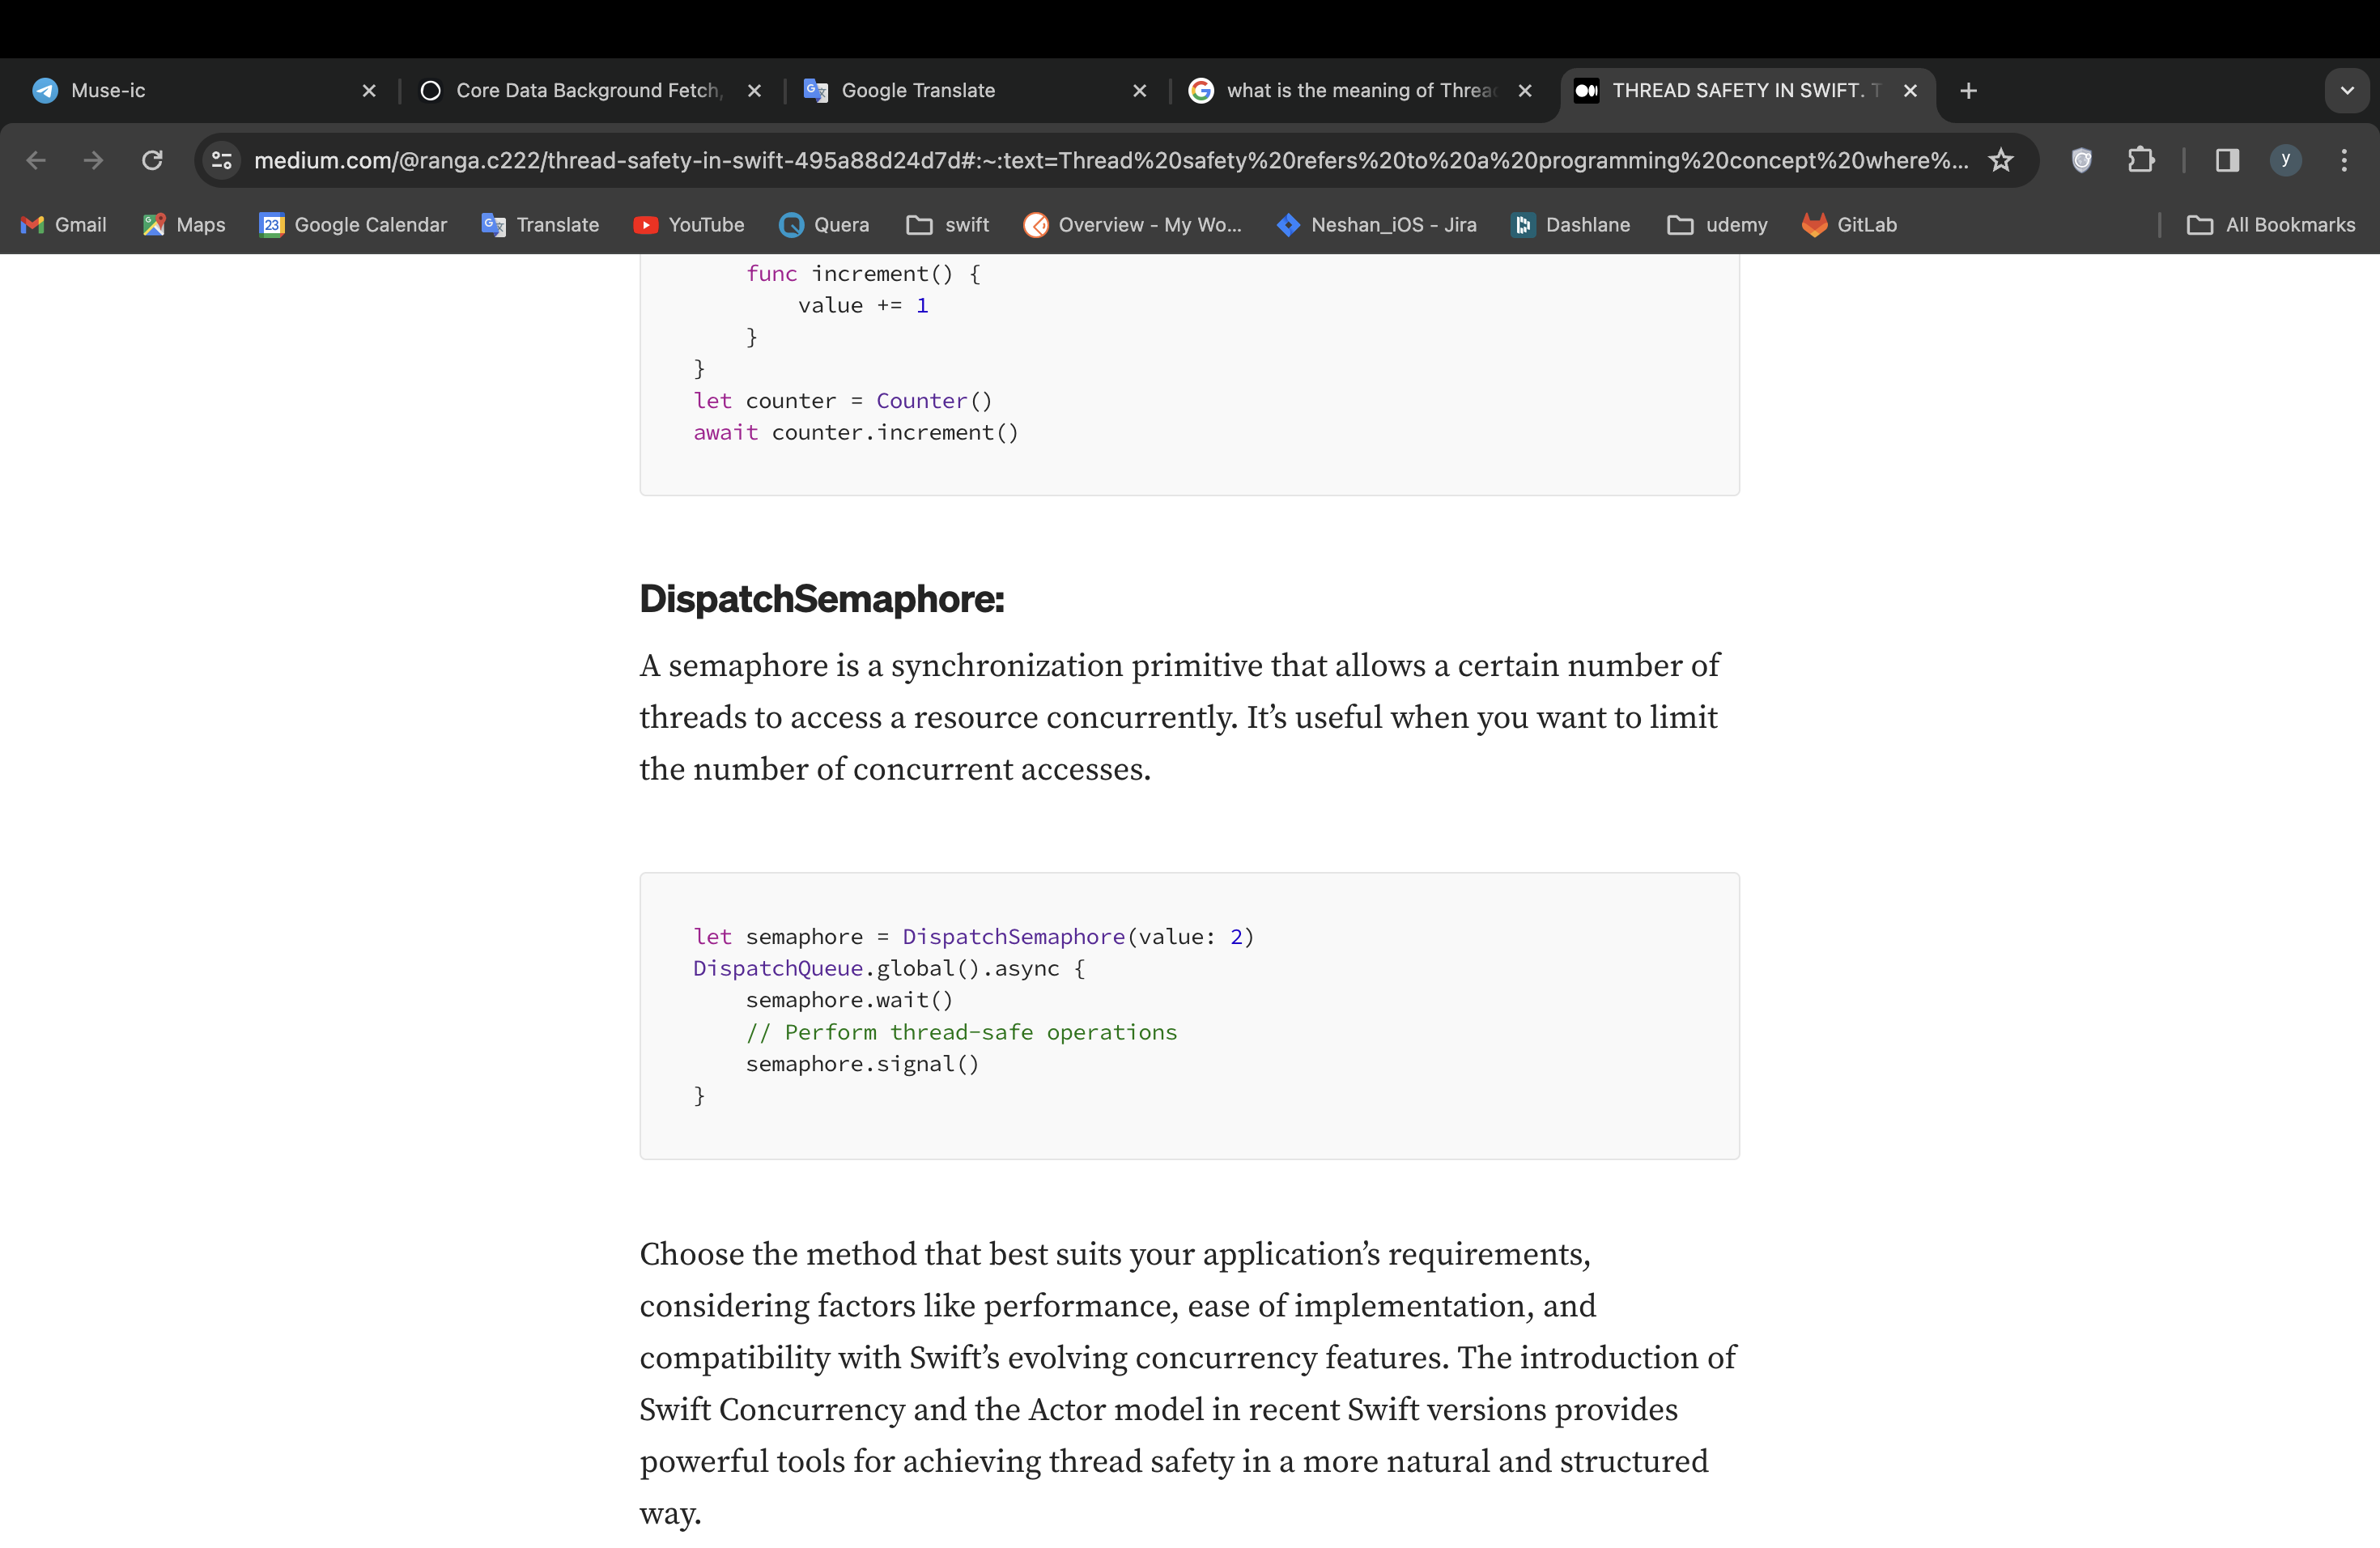 Muse-ic
Core Data Background Fetch,
Google Translate
what is the meaning of Threa
THREAD SAFETY IN SWIFT. T
medium.com/@ranga.c222/thread-safety-in-swift-495a88d24d7d#:~:text=Thread%20safety%20refers%20to%20a%20programming%20concept%20where%...
y
Gmail
Maps
23
Google Calendar
Translate
YouTube
Quera
swift
Overview - My Wo...
Neshan_iOS - Jira
Dashlane
udemy
GitLab
All Bookmarks
func increment() {
value += 1
}
}
let counter = Counter()
await counter.increment()
DispatchSemaphore:
A semaphore is a synchronization primitive that allows a certain number of
threads to access a resource concurrently. It’s useful when you want to limit
the number of concurrent accesses.
let semaphore = DispatchSemaphore(value: 2)
DispatchQueue.global().async {
semaphore.wait()
// Perform thread-safe operations
semaphore.signal()
}
Choose the method that best suits your application’s requirements,
considering factors like performance, ease of implementation, and
compatibility with Swift’s evolving concurrency features. The introduction of
Swift Concurrency and the Actor model in recent Swift versions provides
powerful tools for achieving thread safety in a more natural and structured
way.